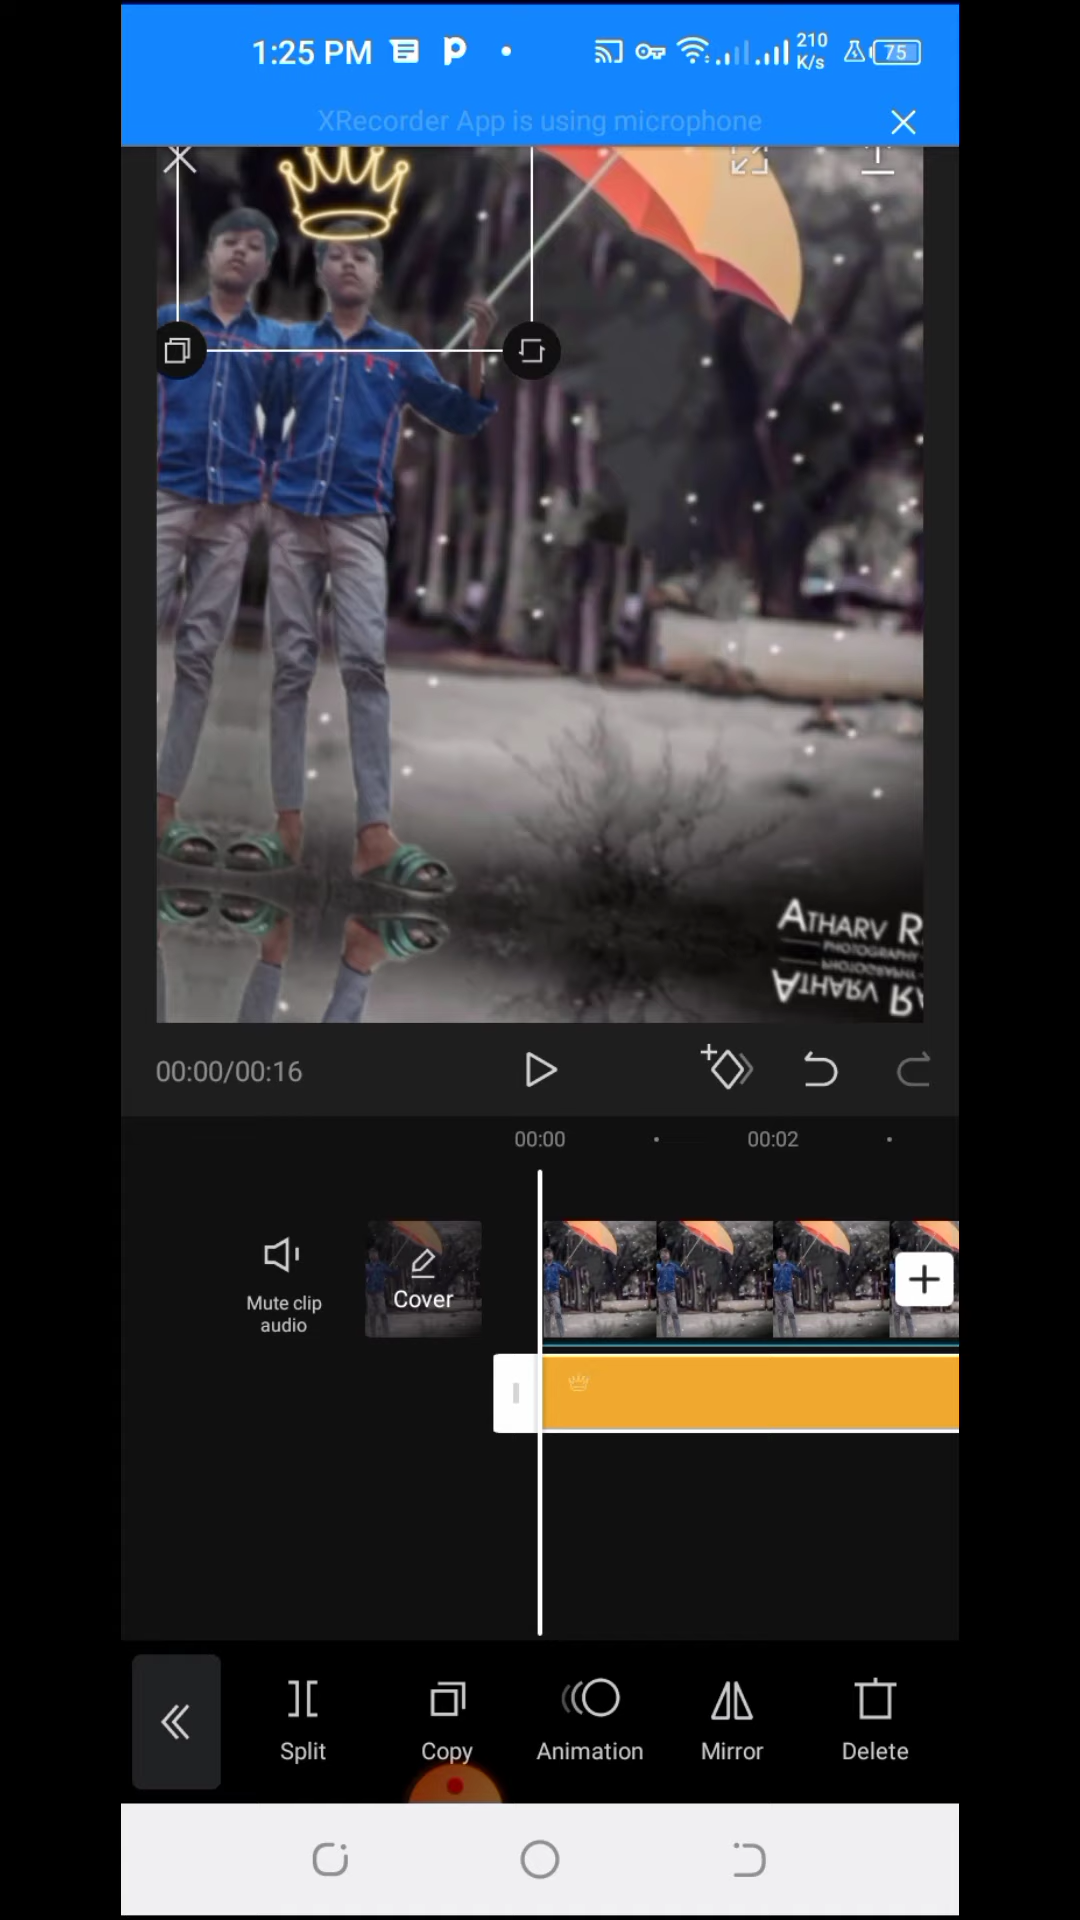 1:25 PM
210
K/s
75
XRecorder App is using microphone
ATHARV R
PHOTOGRAPHY
00:00/00:16
00:00
00:02
Mute clip
audio
Cover
Split
Copy
Animation
Mirror
Delete